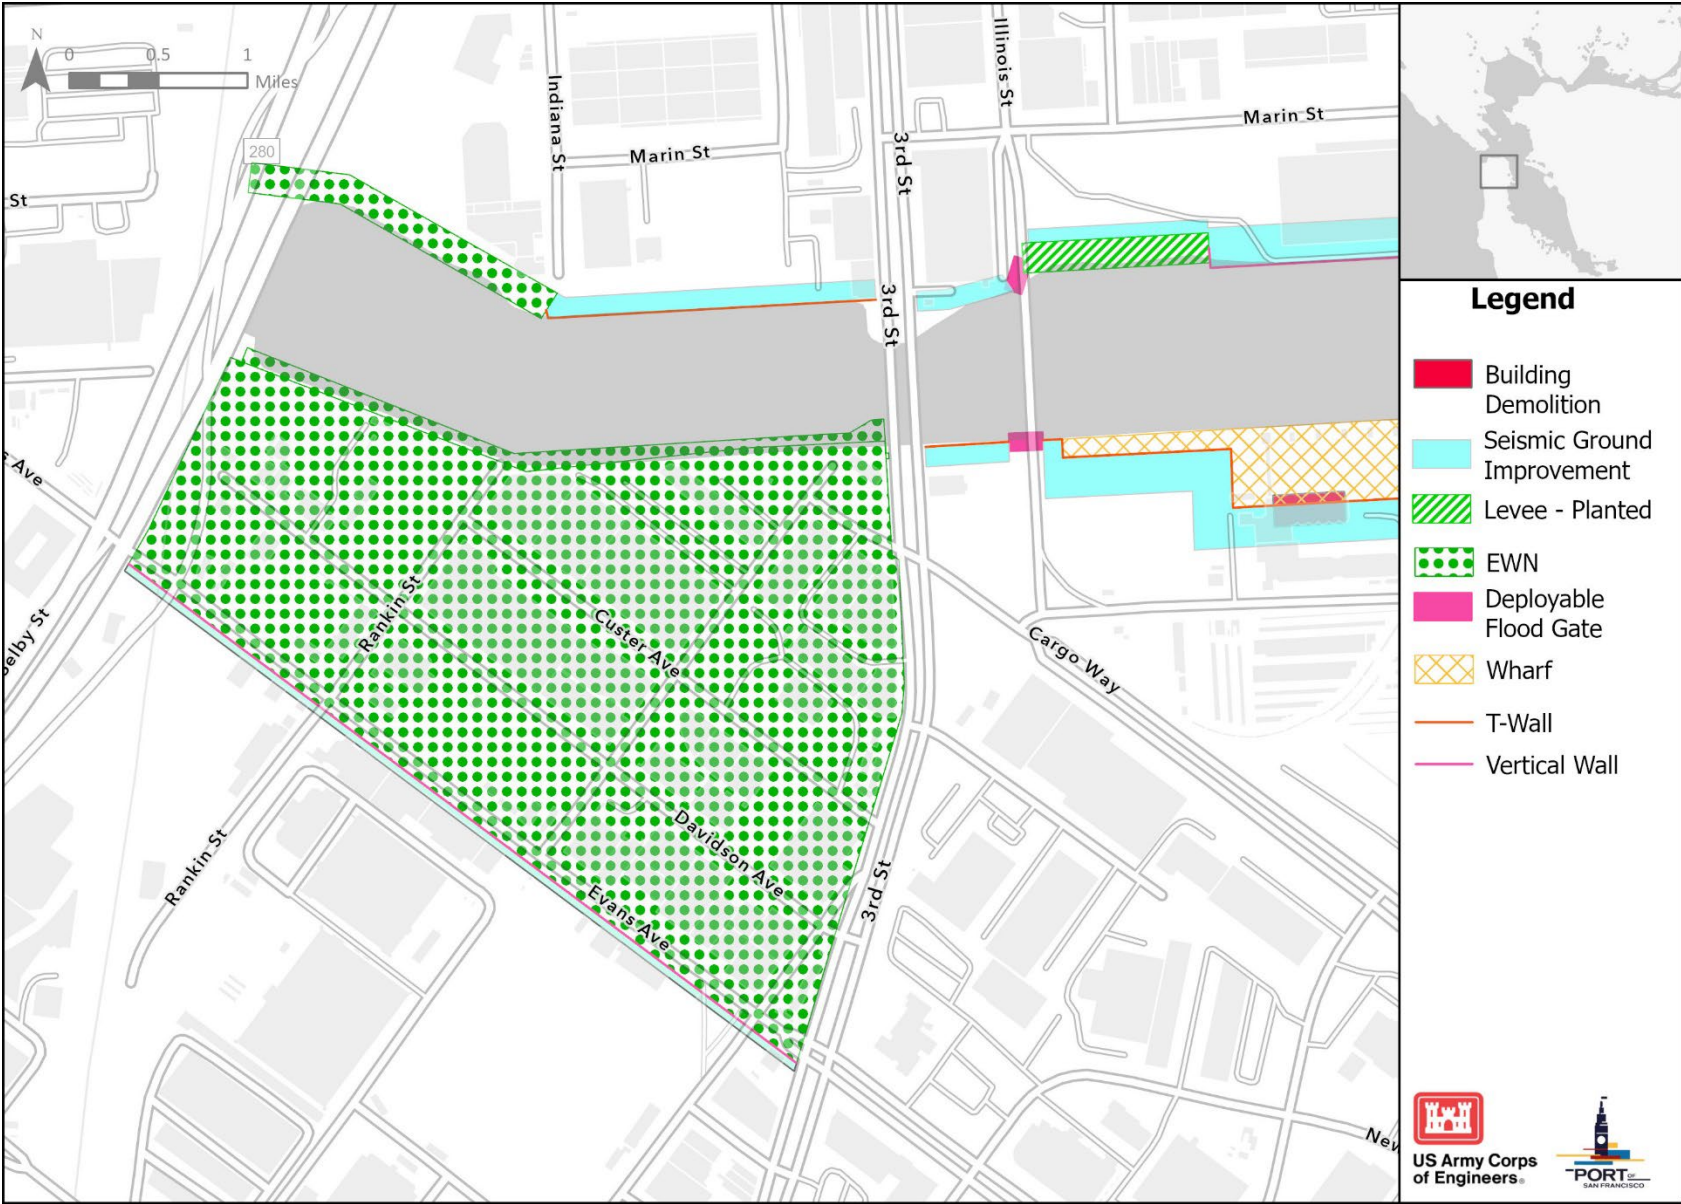 N
0 0.5 1
Miles
280
St
Indiana St
Illinois St
Marin St
Marin St
3rd St
3rd St
s Ave
Selby St
Rankin St
Custer Ave
Cargo Way
Davidson Ave
Rankin St
Evans Ave
3rd St
New
Legend
Building
Demolition
Seismic Ground
Improvement
Levee - Planted
EWN
Deployable
Flood Gate
Wharf
T-Wall
Vertical Wall
US Army Corps
of Engineers®
PORT OF
SAN FRANCISCO